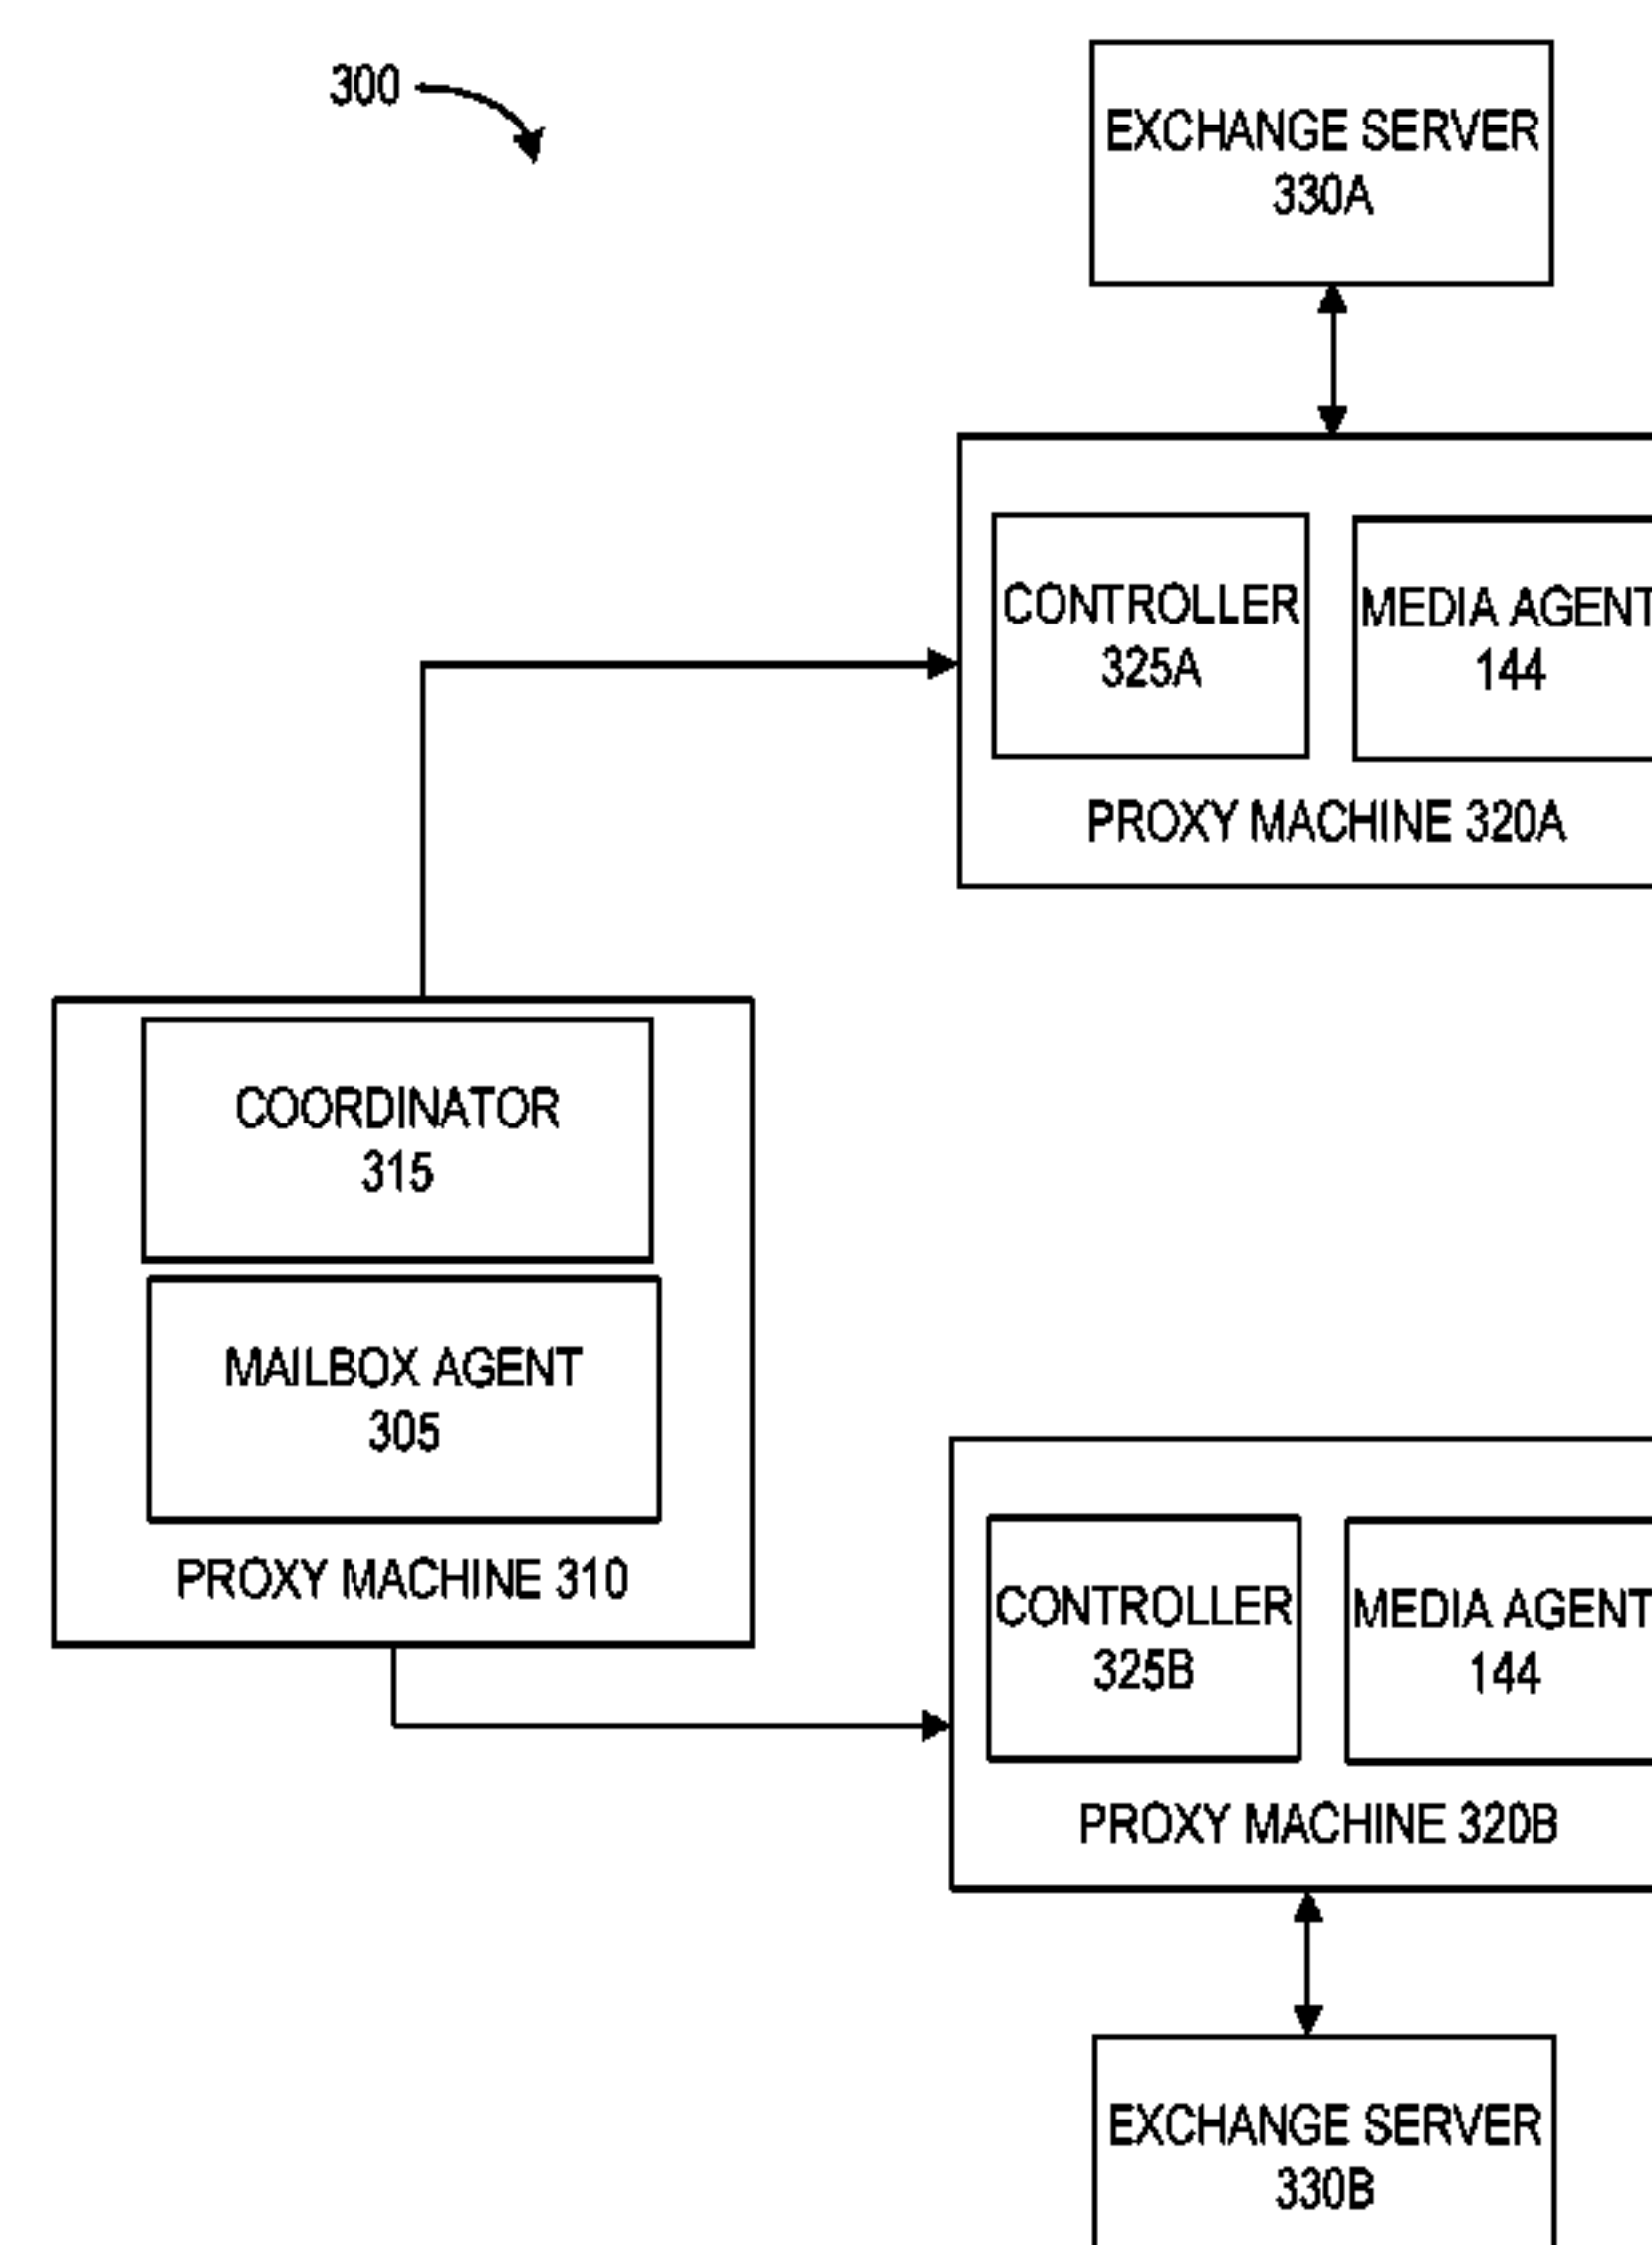 300
EXCHANGE SERVER
330A
CONTROLLER
325A
MEDIA AGENT
144
PROXY MACHINE 320A
COORDINATOR
315
MAILBOX AGENT
305
PROXY MACHINE 310
CONTROLLER
325B
MEDIA AGENT
144
PROXY MACHINE 320B
EXCHANGE SERVER
330B